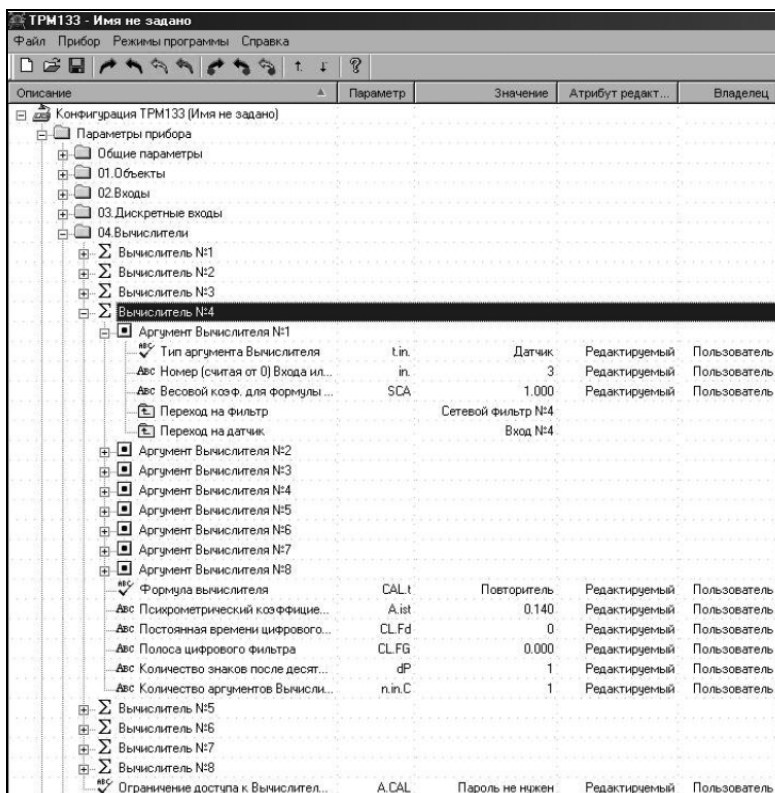 ТРМ133 - Имя не задано
Файл Прибор Режимы программы Справка
Описание Параметр Значение Атрибут редакт... Владелец
Конфигурация ТРМ133 (Имя не задано)
Параметры прибора
Общие параметры
01.Объекты
02.Входы
03.Дискретные входы
04.Вычислители
Вычислитель №1
Вычислитель №2
Вычислитель №3
Вычислитель №4
Аргумент Вычислителя №1
Тип аргумента Вычислителя t.in. Датчик Редактируемый Пользователь
Номер (считая от 0) Входа ил... in. 3 Редактируемый Пользователь
Весовой коэф. для формулы ... SCA 1.000 Редактируемый Пользователь
Переход на фильтр Сетевой фильтр №4
Переход на датчик Вход №4
Аргумент Вычислителя №2
Аргумент Вычислителя №3
Аргумент Вычислителя №4
Аргумент Вычислителя №5
Аргумент Вычислителя №6
Аргумент Вычислителя №7
Аргумент Вычислителя №8
Формула вычислителя CAL.t Повторитель Редактируемый Пользователь
Психрометрический коэффицие... A.ist 0.140 Редактируемый Пользователь
Постоянная времени цифрового... CL.Fd 0 Редактируемый Пользователь
Полоса цифрового фильтра CL.FG 0.000 Редактируемый Пользователь
Количество знаков после десят... dP 1 Редактируемый Пользователь
Количество аргументов Вычисли... n.in.C 1 Редактируемый Пользователь
Вычислитель №5
Вычислитель №6
Вычислитель №7
Вычислитель №8
Ограничение доступа к Вычислител... A.CAL Пароль не нужен Редактируемый Пользователь